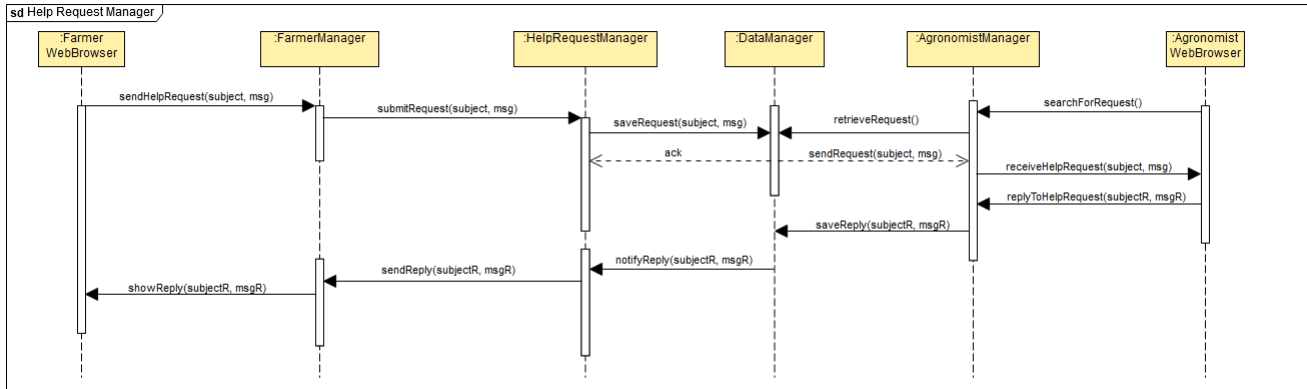 sd Help Request Manager
:Farmer
WebBrowser
:FarmerManager
:HelpRequestManager
:DataManager
:AgronomistManager
:Agronomist
WebBrowser
sendHelpRequest(subject, msg)
submitRequest(subject, msg)
saveRequest(subject, msg)
retrieveRequest()
searchForRequest()
ack
sendRequest(subject, msg)
receiveHelpRequest(subject, msg)
replyToHelpRequest(subjectR, msgR)
saveReply(subjectR, msgR)
notifyReply(subjectR, msgR)
sendReply(subjectR, msgR)
showReply(subjectR, msgR)